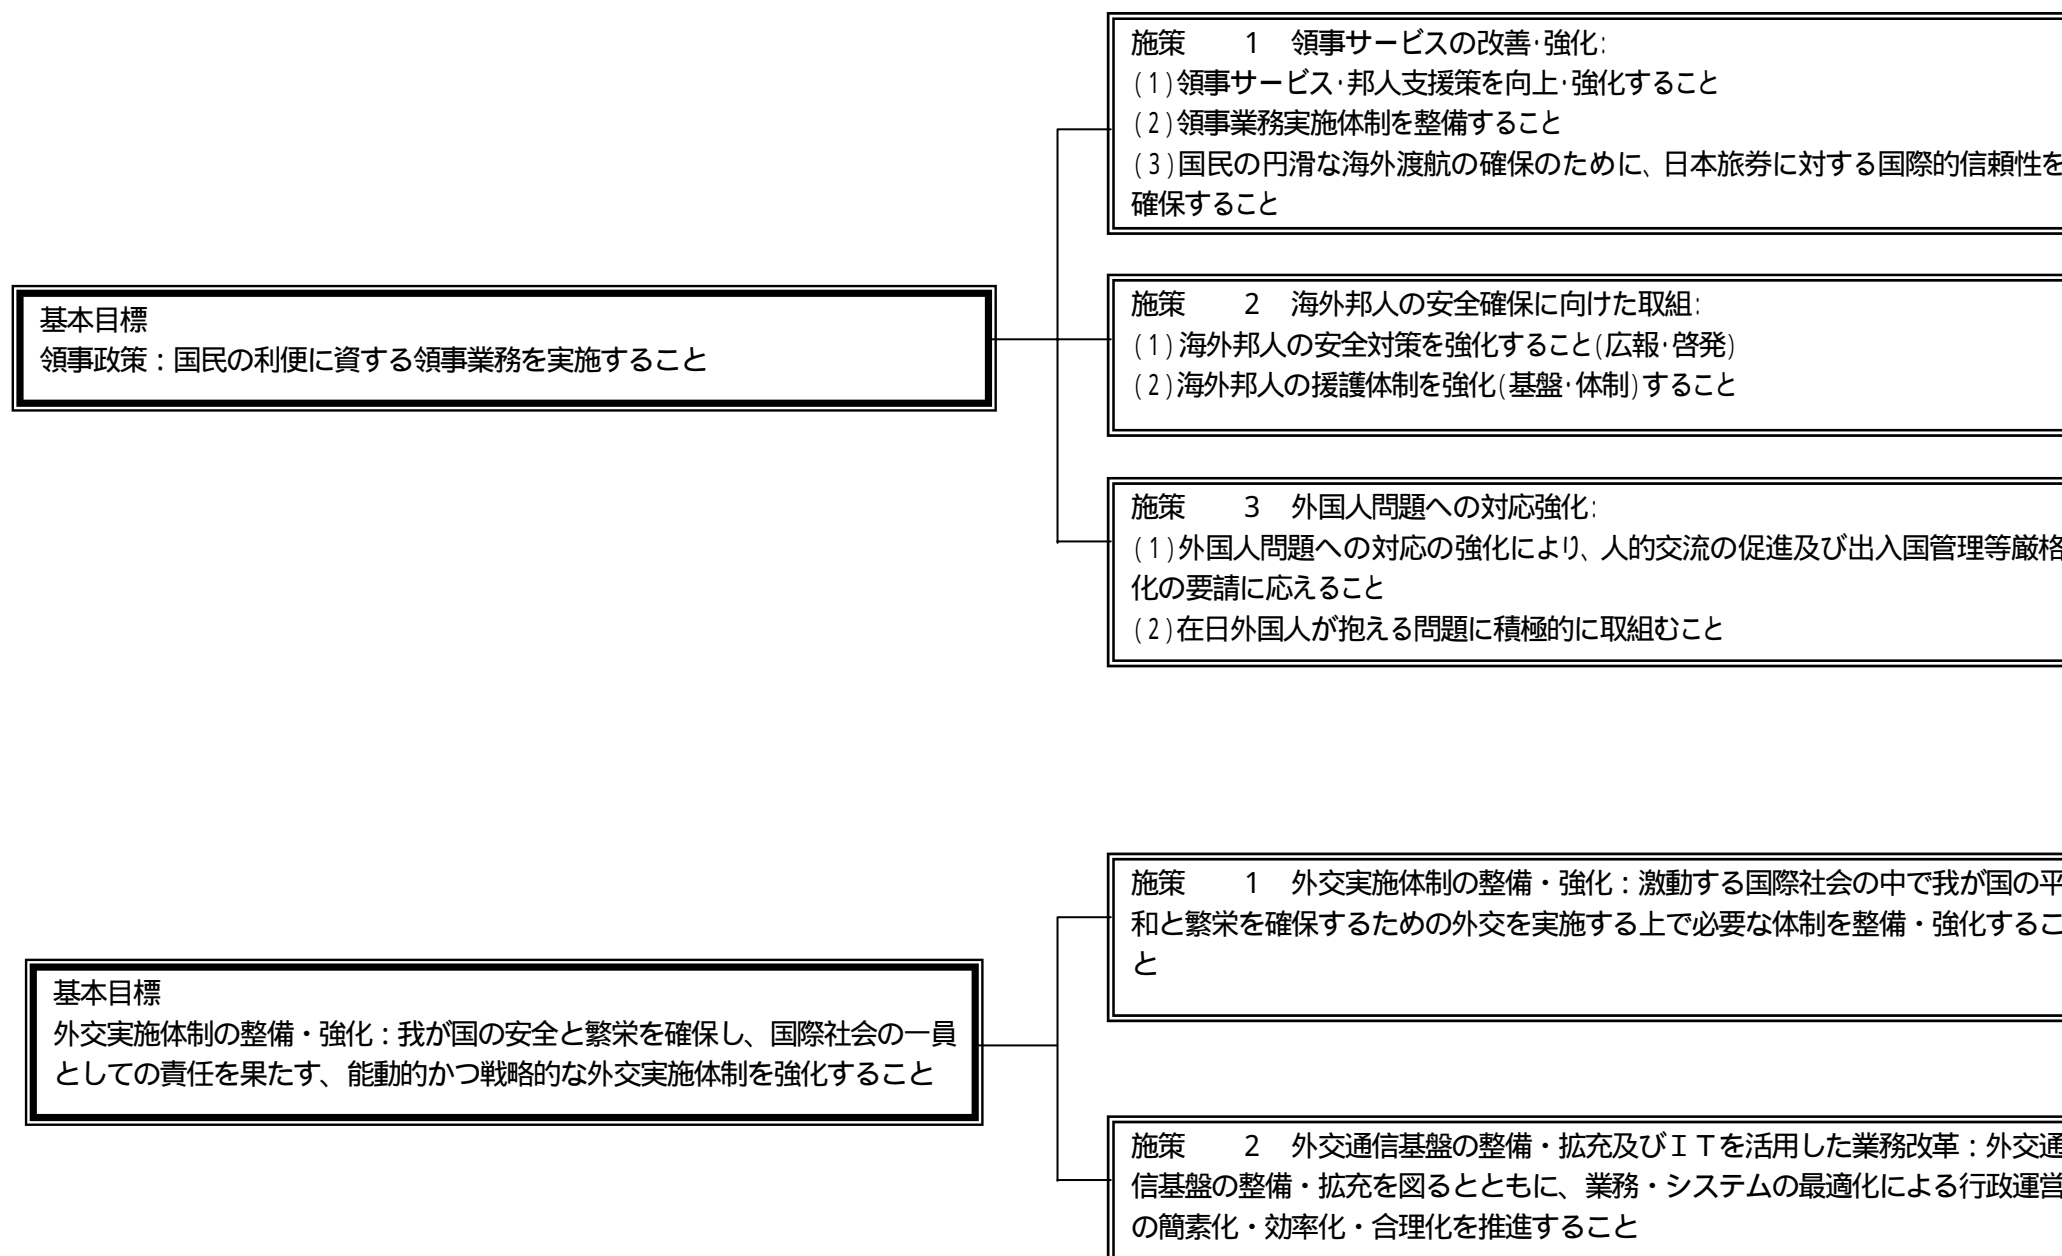 施策　　1　領事サービスの改善･強化:
(1)領事サービス･邦人支援策を向上･強化すること
(2)領事業務実施体制を整備すること
(3)国民の円滑な海外渡航の確保のために、日本旅券に対する国際的信頼性を
確保すること
基本目標
領事政策：国民の利便に資する領事業務を実施すること
施策　　2　海外邦人の安全確保に向けた取組:
(1)海外邦人の安全対策を強化すること(広報･啓発)
(2)海外邦人の援護体制を強化(基盤･体制)すること
施策　　3　外国人問題への対応強化:
(1)外国人問題への対応の強化により、人的交流の促進及び出入国管理等厳格
化の要請に応えること
(2)在日外国人が抱える問題に積極的に取組むこと
施策　　1　外交実施体制の整備・強化：激動する国際社会の中で我が国の平
和と繁栄を確保するための外交を実施する上で必要な体制を整備・強化するこ
と
基本目標
外交実施体制の整備・強化：我が国の安全と繁栄を確保し、国際社会の一員
としての責任を果たす、能動的かつ戦略的な外交実施体制を強化すること
施策　　2　外交通信基盤の整備・拡充及びＩＴを活用した業務改革：外交通
信基盤の整備・拡充を図るとともに、業務・システムの最適化による行政運営
の簡素化・効率化・合理化を推進すること